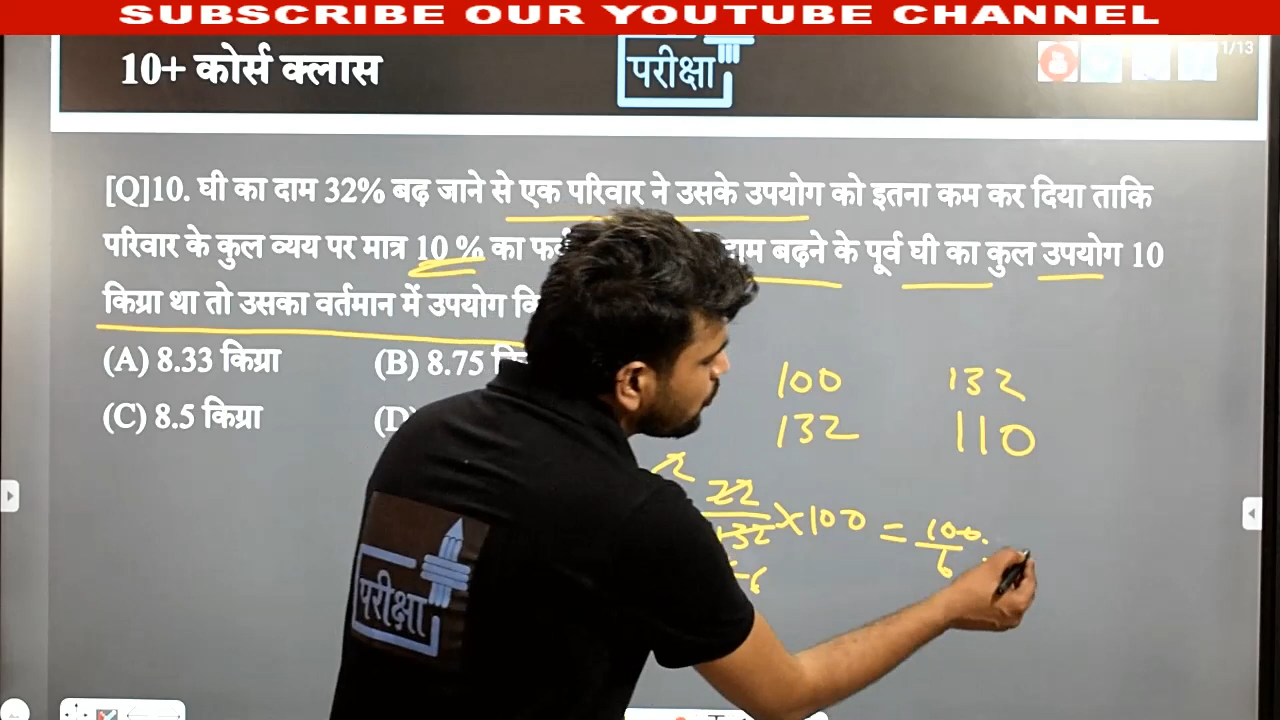 SUBSCRIBE OUR YOUTUBE CHANNEL
10+ कोर्स क्लास
परीक्षा
1/13
[Q]10. घी का दाम 32% बढ़ जाने से एक परिवार ने उसके उपयोग को इतना कम कर दिया ताकि
परिवार के कुल व्यय पर मात्र 10 % का दाम बढ़ने के पूर्व घी का कुल उपयोग 10
किग्रा था तो उसका वर्तमान में उपयोग
(A) 8.33 किग्रा (B) 8.75
(C) 8.5 किग्रा (D)
100 132
132 110
22/132 ×100 = 100/6
परीक्षा